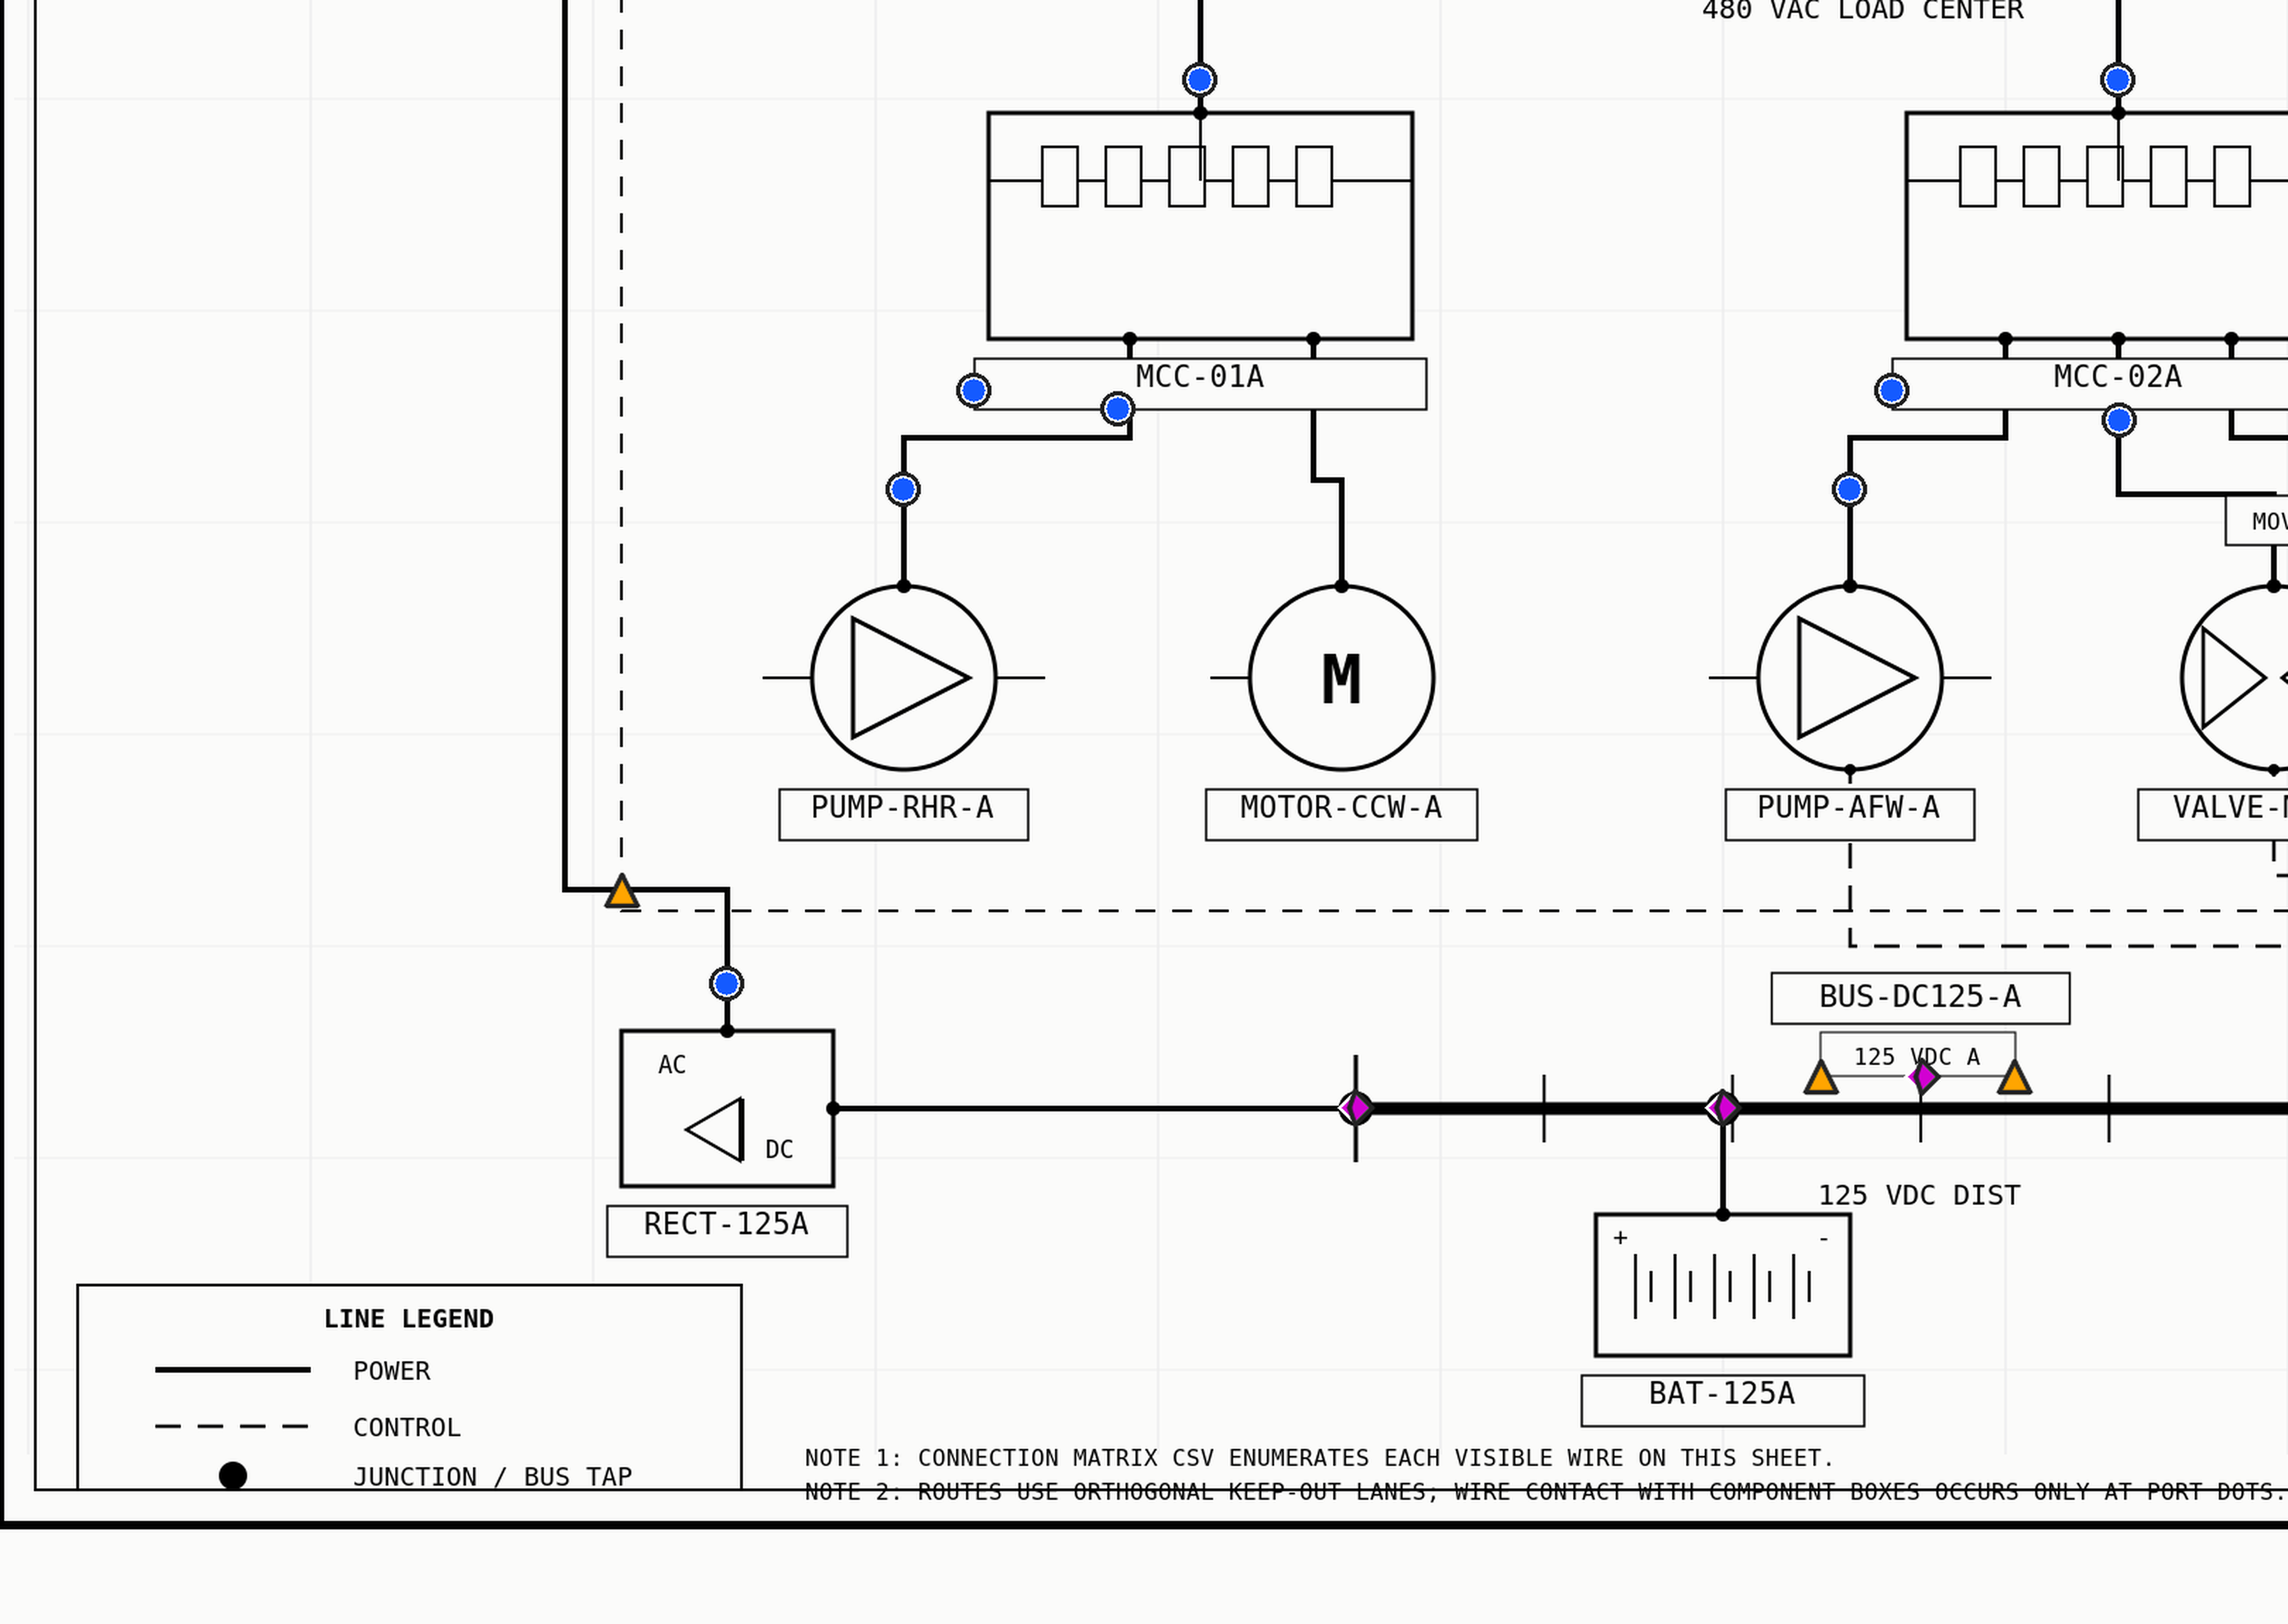 480 VAC LOAD CENTER
MCC-01A
MCC-02A
MOV
M
PUMP-RHR-A
MOTOR-CCW-A
PUMP-AFW-A
VALVE-
BUS-DC125-A
125 VDC A
AC
DC
125 VDC DIST
RECT-125A
+ -
BAT-125A
LINE LEGEND
POWER
CONTROL
JUNCTION / BUS TAP
NOTE 1: CONNECTION MATRIX CSV ENUMERATES EACH VISIBLE WIRE ON THIS SHEET.
NOTE 2: ROUTES USE ORTHOGONAL KEEP-OUT LANES; WIRE CONTACT WITH COMPONENT BOXES OCCURS ONLY AT PORT DOTS.